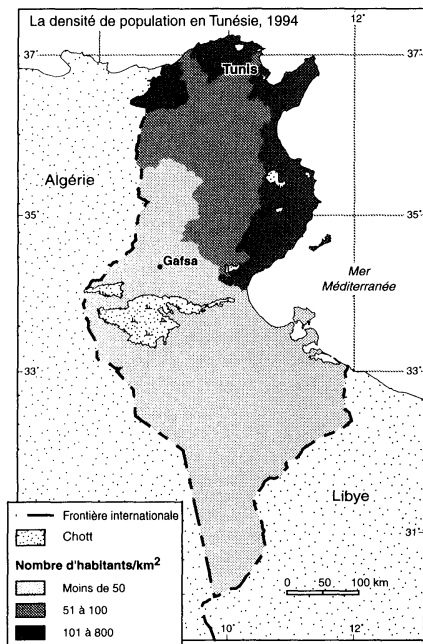 La densité de population en Tunésie, 1994
12°
37°
37°
Tunis
Algérie
35°
35°
Gafsa
Mer
Méditerranée
33°
33°
Libye
Frontière internationale
Chott
31°
Nombre d'habitants/km²
Moins de 50
51 à 100
101 à 800
0 50 100 km
10°
12°